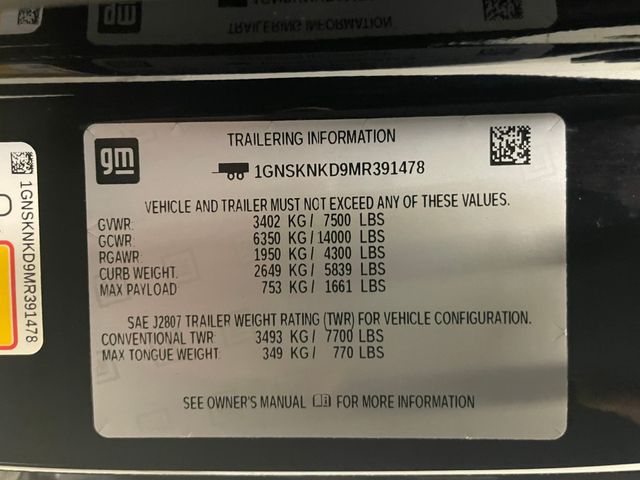 gm
TRAILERING INFORMATION
1GNSKNKD9MR391478
VEHICLE AND TRAILER MUST NOT EXCEED ANY OF THESE VALUES.
GVWR: 3402 KG / 7500 LBS
GCWR: 6350 KG / 14000 LBS
RGAWR: 1950 KG / 4300 LBS
CURB WEIGHT: 2649 KG / 5839 LBS
MAX PAYLOAD 753 KG / 1661 LBS
SAE J2807 TRAILER WEIGHT RATING (TWR) FOR VEHICLE CONFIGURATION.
CONVENTIONAL TWR: 3493 KG / 7700 LBS
MAX TONGUE WEIGHT: 349 KG / 770 LBS
SEE OWNER'S MANUAL FOR MORE INFORMATION
1GNSKNKD9MR391478
gm
TRAILERING INFORMATION